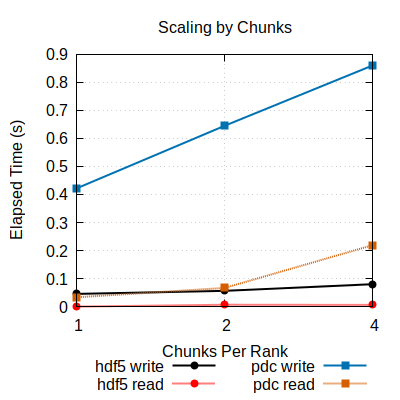 Scaling by Chunks
0.9
0.8
0.7
0.6
0.5
0.4
0.3
0.2
0.1
0
Elapsed Time (s)
1 2 4
Chunks Per Rank
hdf5 write pdc write
hdf5 read pdc read